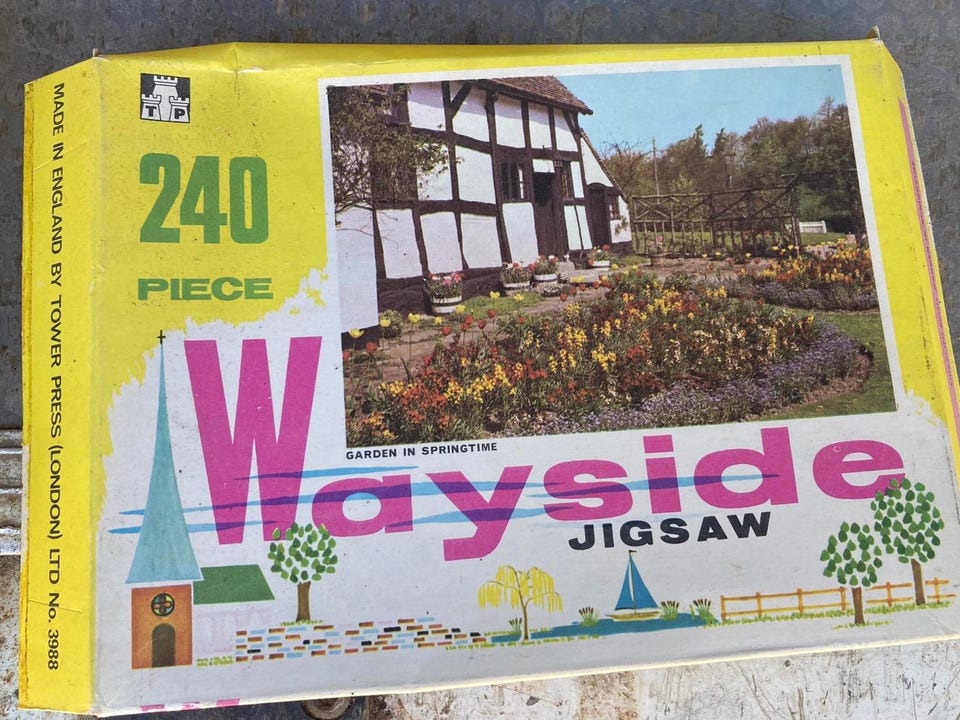 MADE IN ENGLAND BY TOWER PRESS (LONDON) LTD No. 3988
T P
240
PIECE
GARDEN IN SPRINGTIME
Wayside
JIGSAW